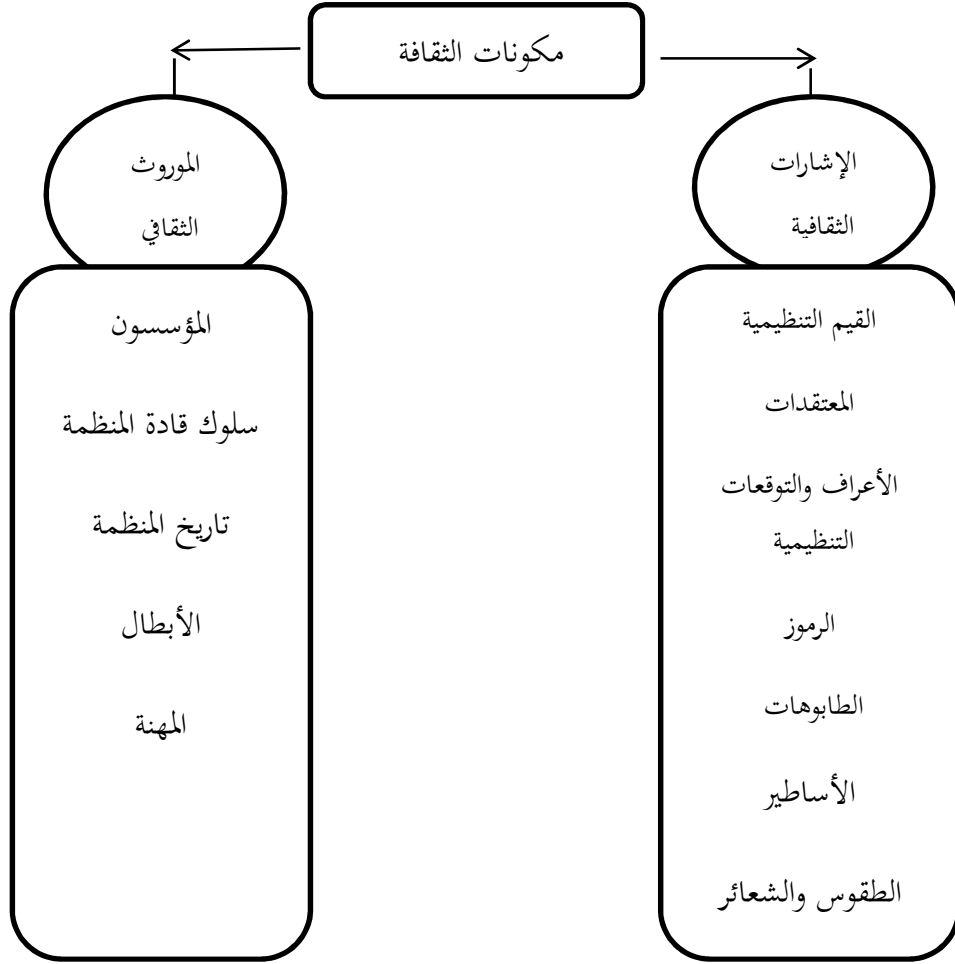 مكونات الثقافة
الإشارات
الثقافية
القيم التنظيمية
المعتقدات
الأعراف والتوقعات
التنظيمية
الرموز
الطابوهات
الأساطير
الطقوس والشعائر
الموروث
الثقافي
المؤسسون
سلوك قادة المنظمة
تاريخ المنظمة
الأبطال
المهنة